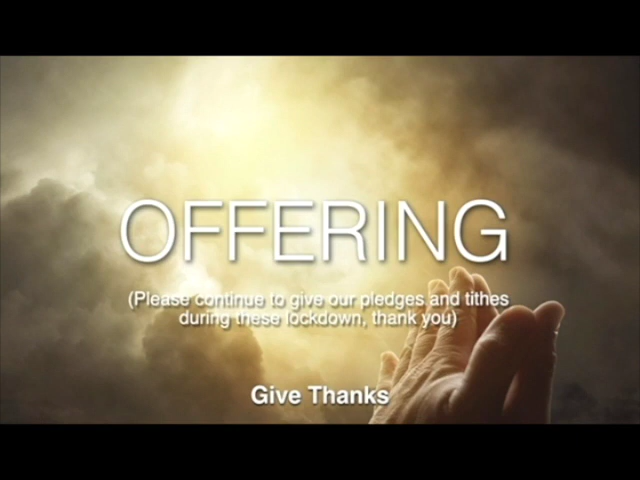 OFFERING
(Please continue to give our pledges and tithes
during these lockdown, thank you)
Give Thanks